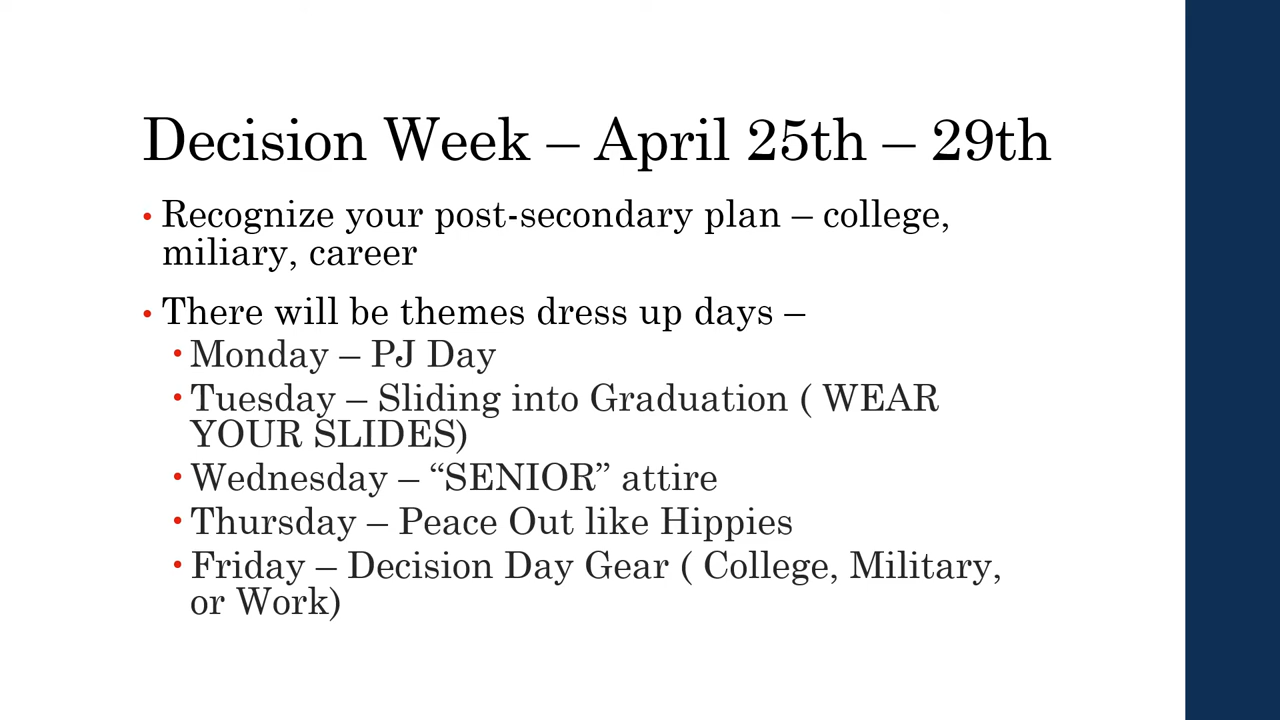 Decision Week – April 25th – 29th
• Recognize your post-secondary plan – college,
miliary, career
• There will be themes dress up days –
• Monday – PJ Day
• Tuesday – Sliding into Graduation ( WEAR
YOUR SLIDES)
• Wednesday – “SENIOR” attire
• Thursday – Peace Out like Hippies
• Friday – Decision Day Gear ( College, Military,
or Work)